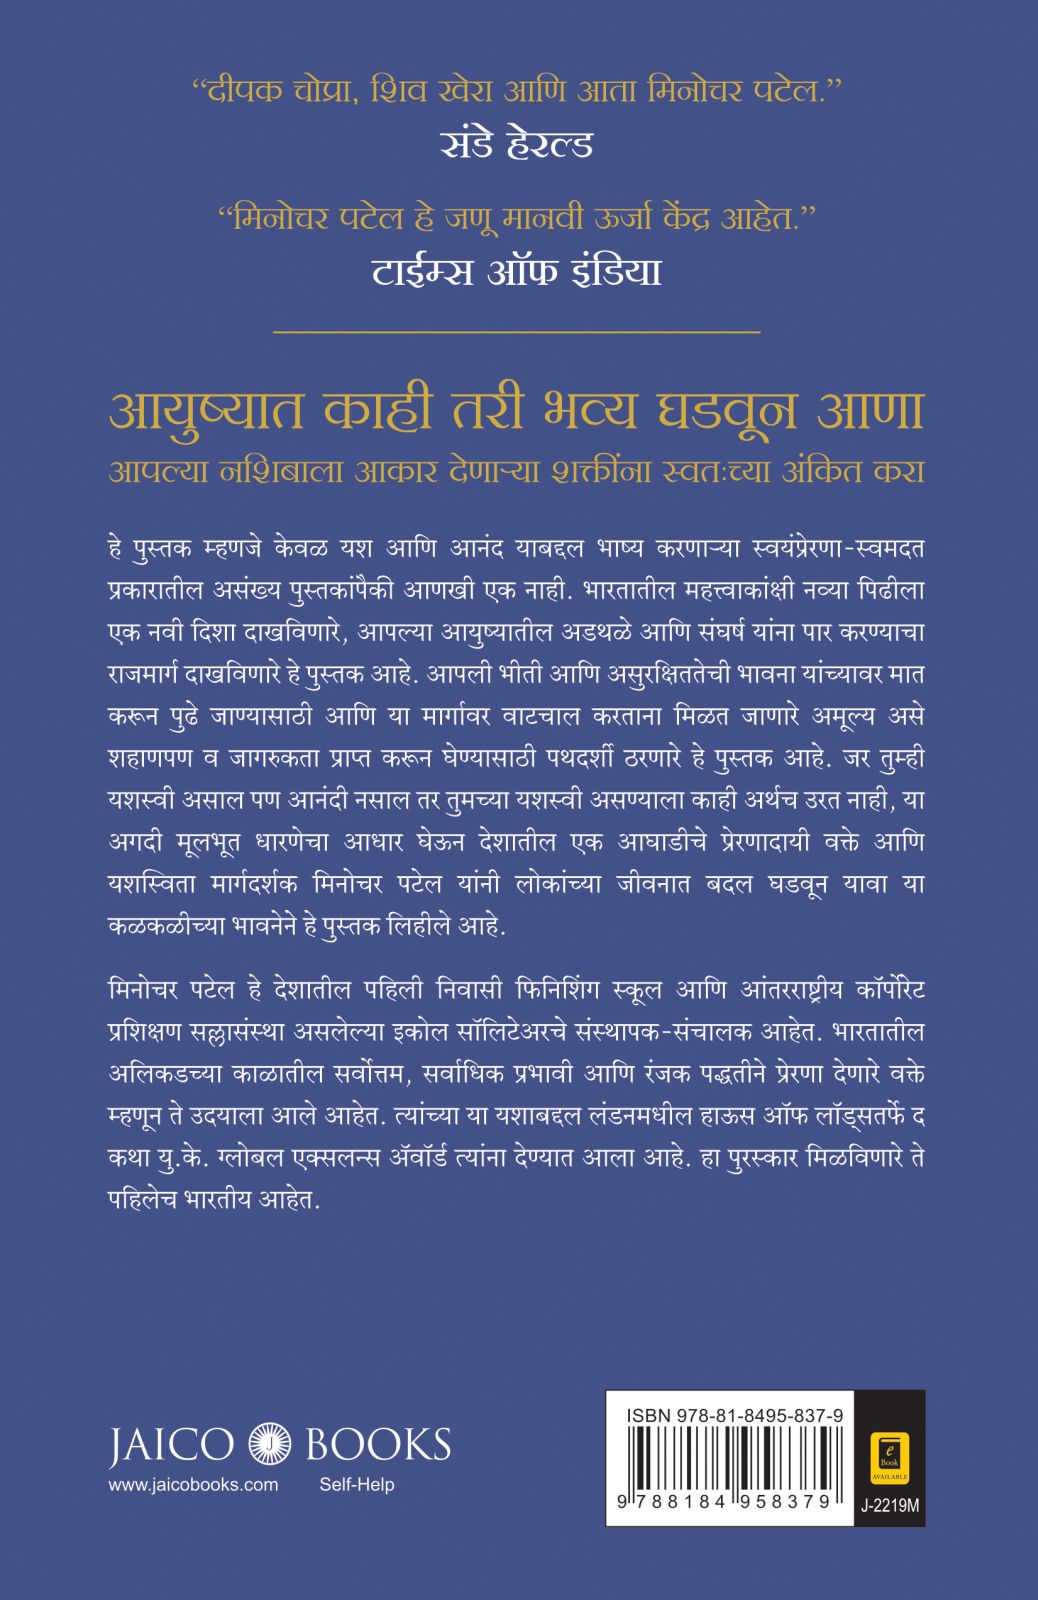 “दीपक चोप्रा, शिव खेरा आणि आता मिनोचर पटेल.”
संडे हेरल्ड
“मिनोचर पटेल हे जणू मानवी ऊर्जा केंद्र आहेत.”
टाईम्स ऑफ इंडिया
आयुष्यात काही तरी भव्य घडवून आणा
आपल्या नशिबाला आकार देणाऱ्या शक्तींना स्वतःच्या अंकित करा
हे पुस्तक म्हणजे केवळ यश आणि आनंद याबद्दल भाष्य करणाऱ्या स्वयंप्रेरणा-स्वमदत
प्रकारातील असंख्य पुस्तकांपैकी आणखी एक नाही. भारतातील महत्त्वाकांक्षी नव्या पिढीला
एक नवी दिशा दाखविणारे, आपल्या आयुष्यातील अडथळे आणि संघर्ष यांना पार करण्याचा
राजमार्ग दाखविणारे हे पुस्तक आहे. आपली भीती आणि असुरक्षिततेची भावना यांच्यावर मात
करून पुढे जाण्यासाठी आणि या मार्गावर वाटचाल करताना मिळत जाणारे अमूल्य असे
शहाणपण व जागरुकता प्राप्त करून घेण्यासाठी पथदर्शी ठरणारे हे पुस्तक आहे. जर तुम्ही
यशस्वी असाल पण आनंदी नसाल तर तुमच्या यशस्वी असण्याला काही अर्थच उरत नाही, या
अगदी मूलभूत धारणेचा आधार घेऊन देशातील एक आघाडीचे प्रेरणादायी वक्ते आणि
यशस्विता मार्गदर्शक मिनोचर पटेल यांनी लोकांच्या जीवनात बदल घडवून यावा या
कळकळीच्या भावनेने हे पुस्तक लिहीले आहे.
मिनोचर पटेल हे देशातील पहिली निवासी फिनिशिंग स्कूल आणि आंतरराष्ट्रीय कॉर्पोरेट
प्रशिक्षण सल्लासंस्था असलेल्या इकोल सॉलिटेअरचे संस्थापक-संचालक आहेत. भारतातील
अलिकडच्या काळातील सर्वोत्तम, सर्वाधिक प्रभावी आणि रंजक पद्धतीने प्रेरणा देणारे वक्ते
म्हणून ते उदयाला आले आहेत. त्यांच्या या यशाबद्दल लंडनमधील हाऊस ऑफ लॉड्सतर्फे द
कथा यु.के. ग्लोबल एक्सलन्स ॲवॉर्ड त्यांना देण्यात आला आहे. हा पुरस्कार मिळविणारे ते
पहिलेच भारतीय आहेत.
ISBN 978-81-8495-837-9
JAICO J BOOKS
www.jaicobooks.com Self-Help
e
Book
AVAILABLE
9 788184 958379
J-2219M